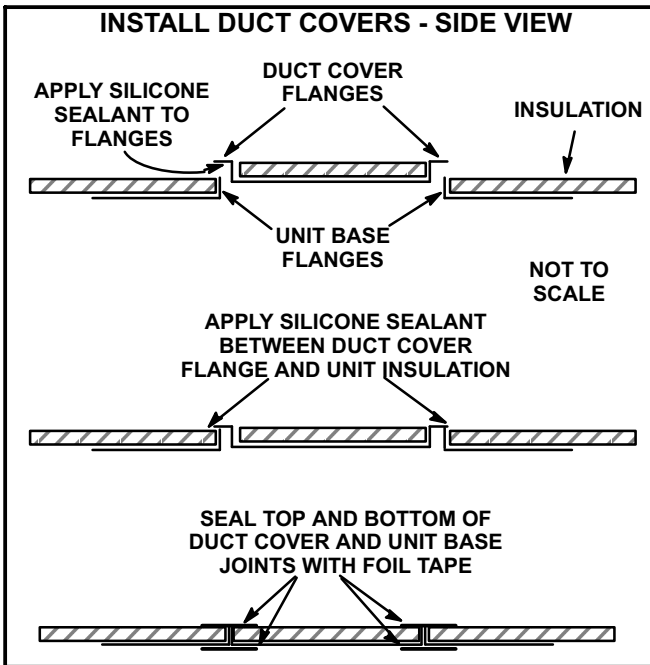 INSTALL DUCT COVERS - SIDE VIEW
DUCT COVER
FLANGES
APPLY SILICONE
SEALANT TO
FLANGES
INSULATION
UNIT BASE
FLANGES
NOT TO
SCALE
APPLY SILICONE SEALANT
BETWEEN DUCT COVER
FLANGE AND UNIT INSULATION
SEAL TOP AND BOTTOM OF
DUCT COVER AND UNIT BASE
JOINTS WITH FOIL TAPE